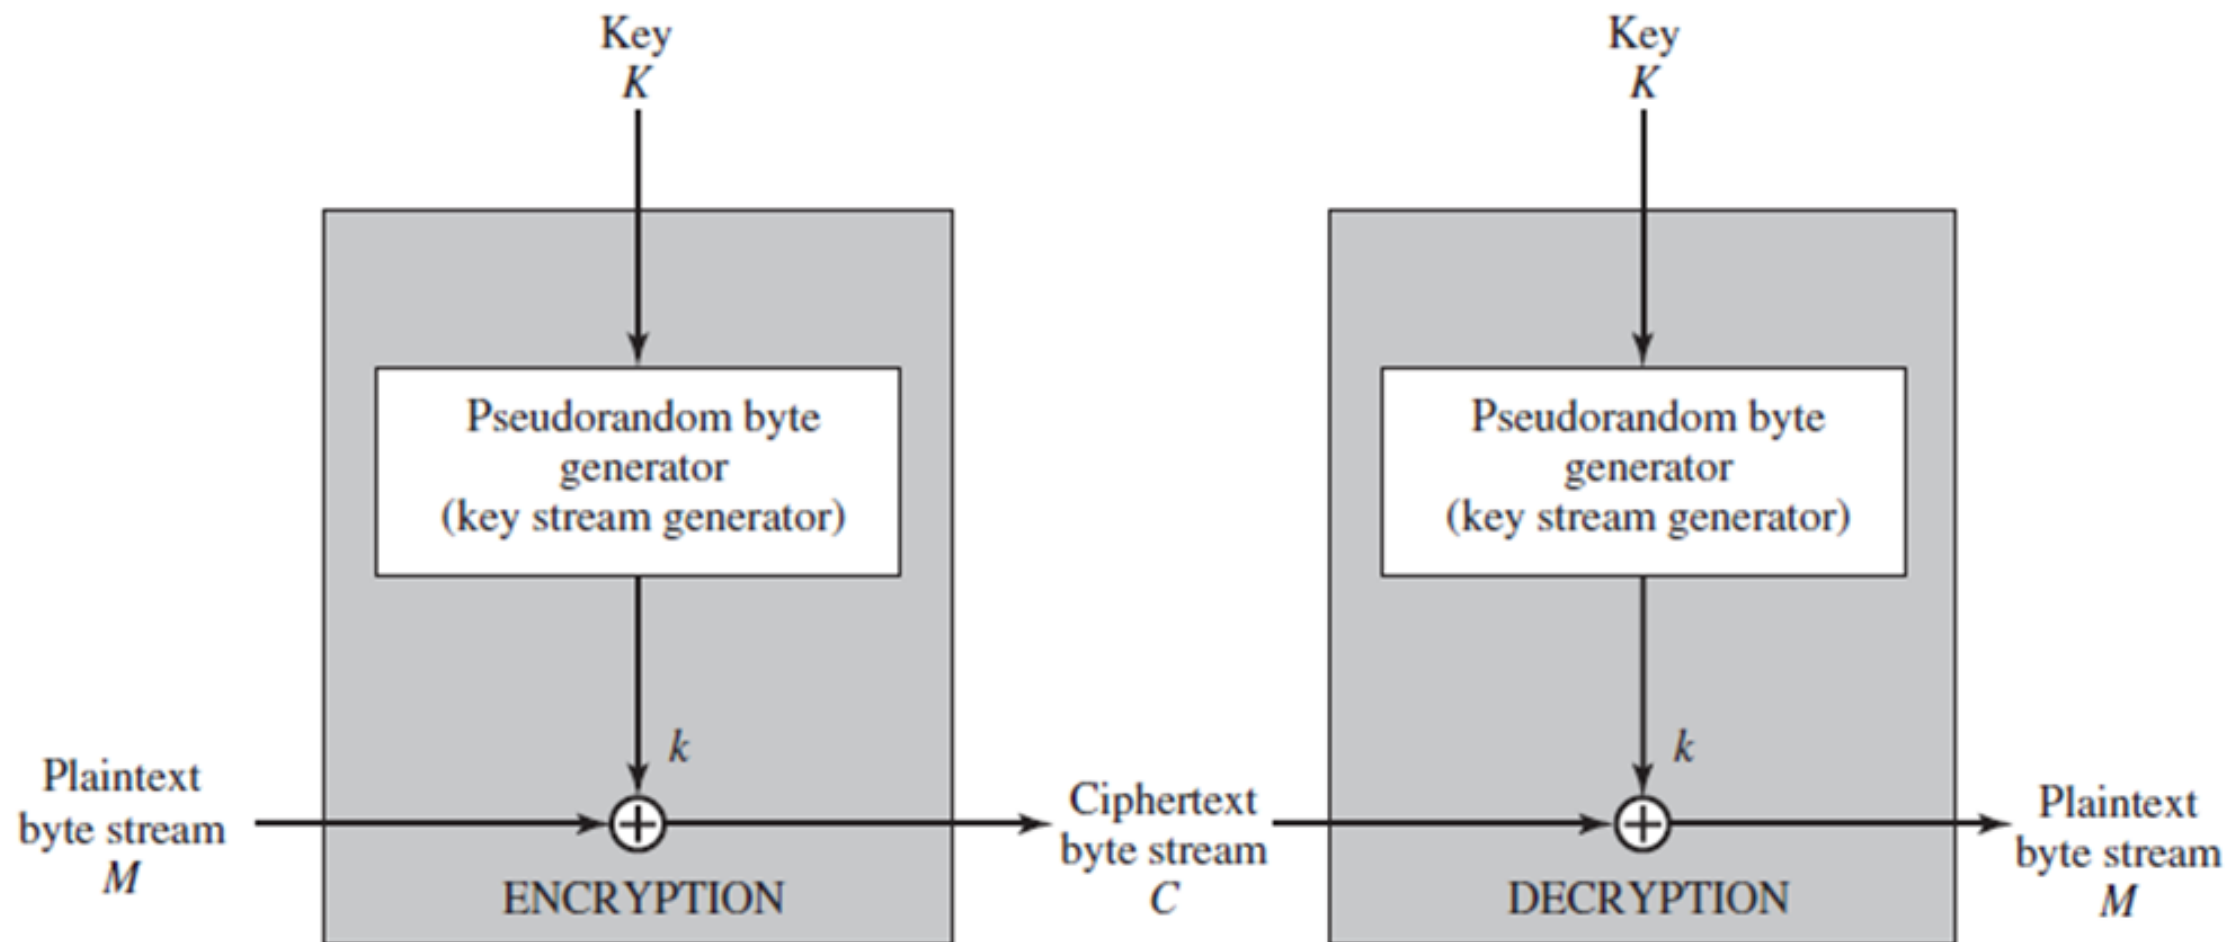 Key
K
Pseudorandom byte
generator
(key stream generator)
k
Plaintext
byte stream
M
ENCRYPTION
Ciphertext
byte stream
C
Key
K
Pseudorandom byte
generator
(key stream generator)
k
DECRYPTION
Plaintext
byte stream
M